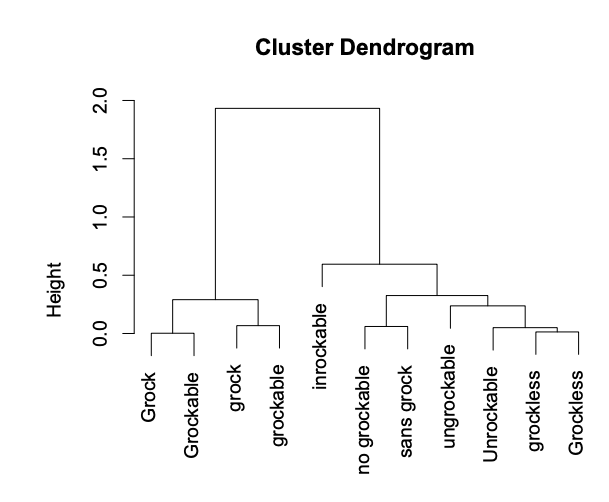 Cluster Dendrogram
Height
0.0
0.5
1.0
1.5
2.0
Grock
Grockable
grock
grockable
inrockable
no grockable
sans grock
ungrockable
Unrockable
grockless
Grockless